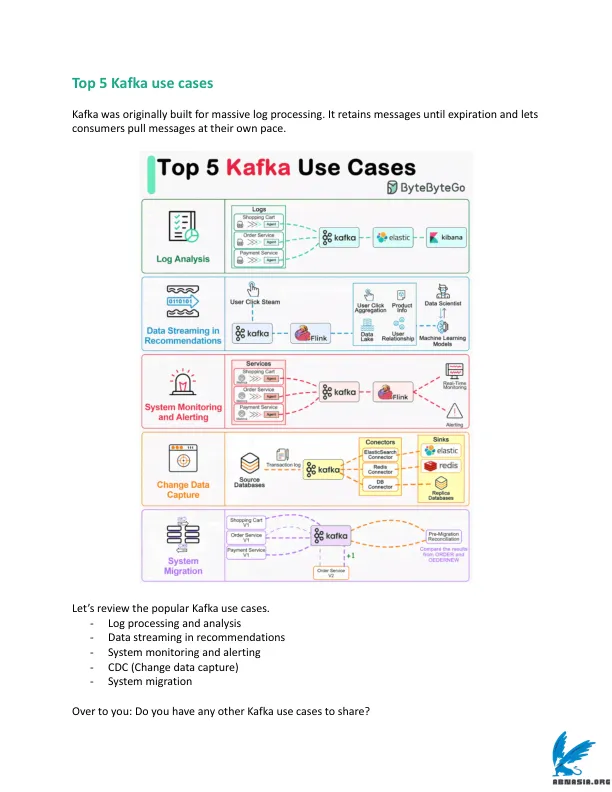 Top 5 Kafka use cases
Kafka was originally built for massive log processing. It retains messages until expiration and lets
consumers pull messages at their own pace.
Top 5 Kafka Use Cases
ByteByteGo
Logs
Shopping Cart
Agent
Order Service
Agent
Payment Service
Agent
kafka
elastic
kibana
Log Analysis
0110101
Data Streaming in
Recommendations
User Click Steam
kafka
Flink
User Click
Aggregation
Product
Info
Data
Lake
User
Relationship
Data Scientist
Machine Learning
Models
System Monitoring
and Alerting
Services
Shopping Cart
Agent
Order Service
Agent
Payment Service
Agent
kafka
Flink
Real-Time
Monitoring
Alerting
Change Data
Capture
Source
Databases
Transaction log
kafka
Conectors
ElasticSearch
Connector
Redis
Connector
DB
Connector
Sinks
elastic
redis
Replica
Databases
System
Migration
Shopping Cart
V1
Order Service
V1
Payment Service
V1
kafka
+1
Order Service
V2
Pre-Migration
Reconciliation
Compare the results
from ORDER and
OEDERNEW
Let’s review the popular Kafka use cases.
- Log processing and analysis
- Data streaming in recommendations
- System monitoring and alerting
- CDC (Change data capture)
- System migration
Over to you: Do you have any other Kafka use cases to share?
ABNASIA.ORG